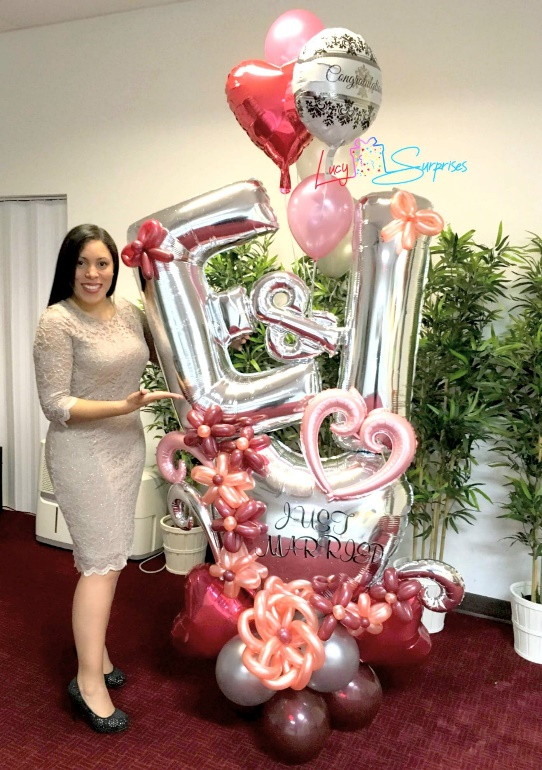 Congratulations
Lucy Surprises
E & J
JUST
MARRIED